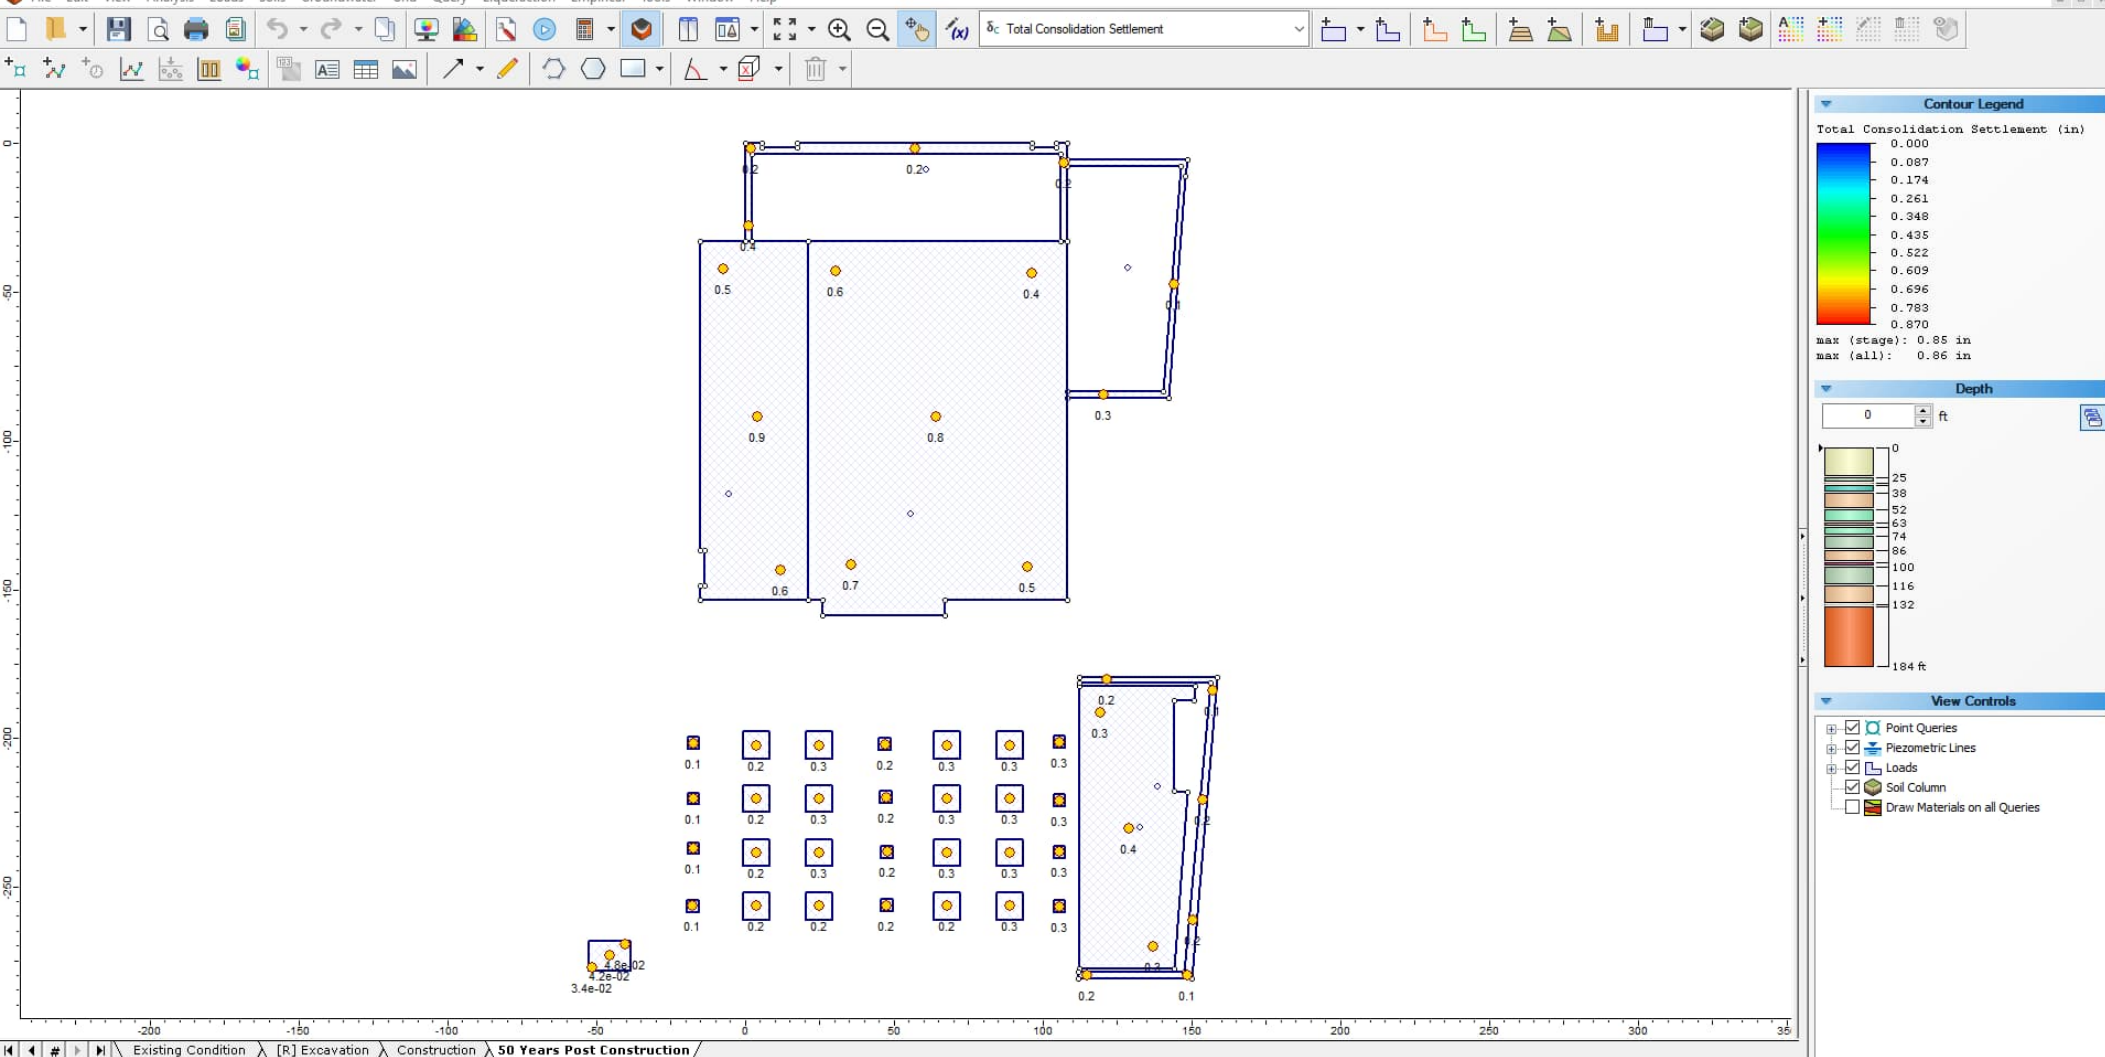 δc Total Consolidation Settlement
Contour Legend
Total Consolidation Settlement (in)
0.000
0.087
0.174
0.261
0.348
0.435
0.522
0.609
0.696
0.783
0.870
max (stage): 0.85 in
max (all): 0.86 in
Depth
0 ft
0
25
38
52
63
74
86
100
116
132
184 ft
View Controls
Point Queries
Piezometric Lines
Loads
Soil Column
Draw Materials on all Queries
0
-50
-100
-150
-200
-250
0.2 0.2 0.2
0.4
0.5 0.6 0.4
0.1
0.3
0.9 0.8
0.6 0.7 0.5
0.2 0.1
0.3
0.1 0.2 0.3 0.2 0.3 0.3 0.3
0.1 0.2 0.3 0.2 0.3 0.3 0.3 0.2
0.4
0.1 0.2 0.3 0.2 0.3 0.3 0.3
0.1 0.2 0.2 0.2 0.2 0.3 0.3
0.2
0.3
4.8e-02
4.2e-02
3.4e-02
0.2 0.1
-200 -150 -100 -50 0 50 100 150 200 250 300 35
# Existing Condition [R] Excavation Construction 50 Years Post Construction